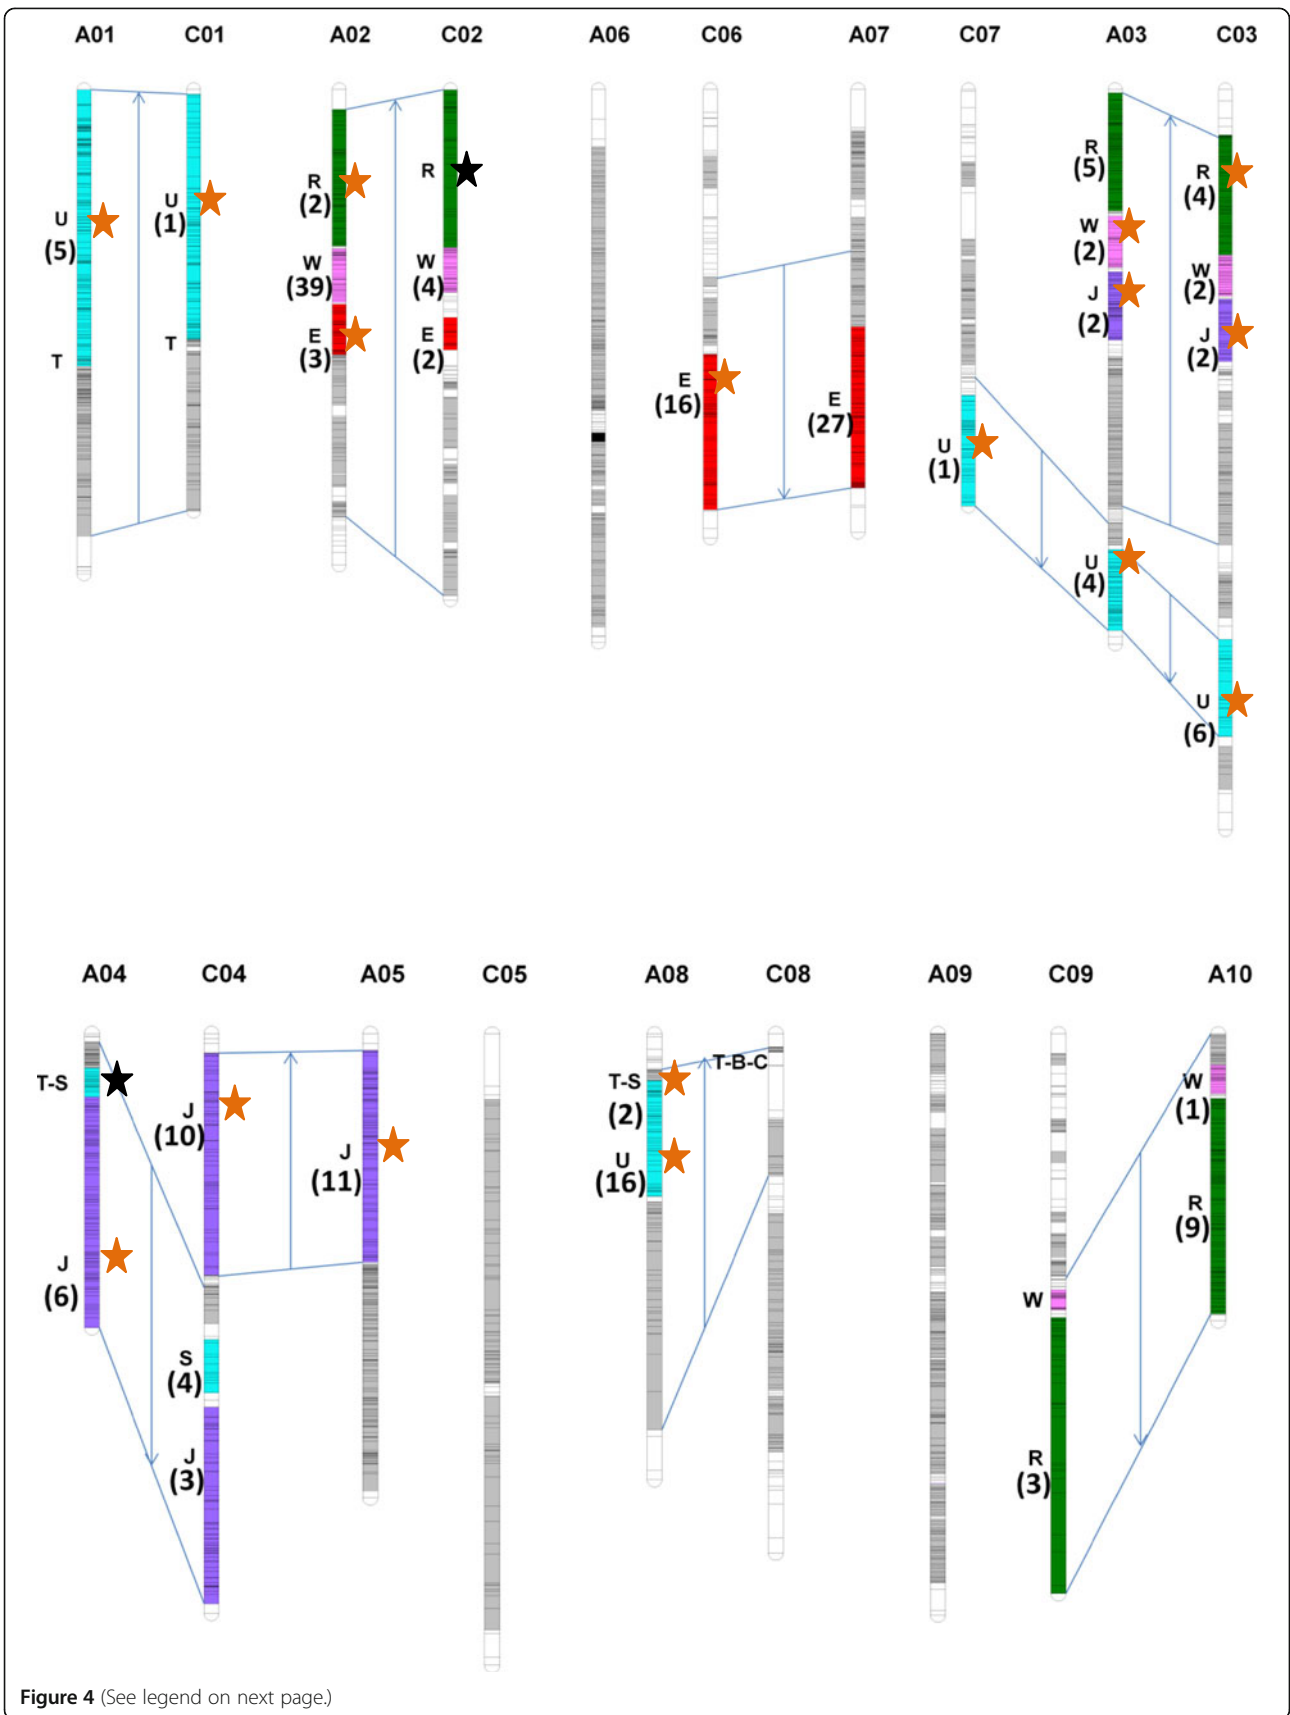 A01 C01 A02 C02 A06 C06 A07 C07 A03 C03
U
(5)
T
U
(1)
T
R
(2)
W
(39)
E
(3)
R
W
(4)
E
(2)
E
(16)
E
(27)
U
(1)
R
(5)
W
(2)
J
(2)
U
(4)
R
(4)
W
(2)
J
(2)
U
(6)
A04 C04 A05 C05 A08 C08 A09 C09 A10
T-S
J
(6)
J
(10)
S
(4)
J
(3)
J
(11)
T-S
(2)
U
(16)
T-B-C
W
R
(3)
W
(1)
R
(9)
Figure 4 (See legend on next page.)